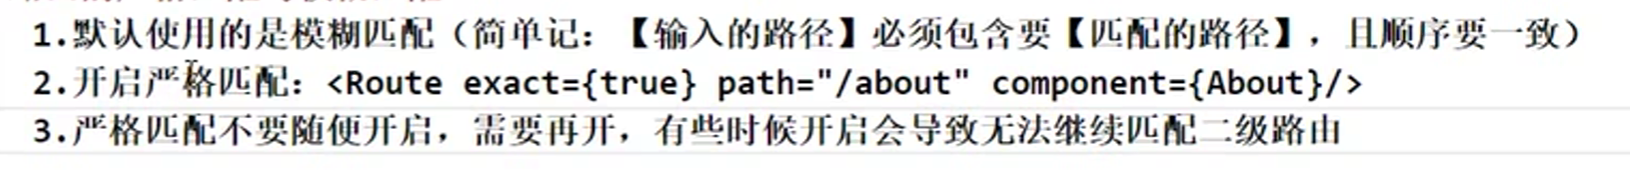 1.默认使用的是模糊匹配（简单记：【输入的路径】必须包含要【匹配的路径】，且顺序要一致）
2.开启严格匹配：<Route exact={true} path="/about" component={About}/>
3.严格匹配不要随便开启，需要再开，有些时候开启会导致无法继续匹配二级路由